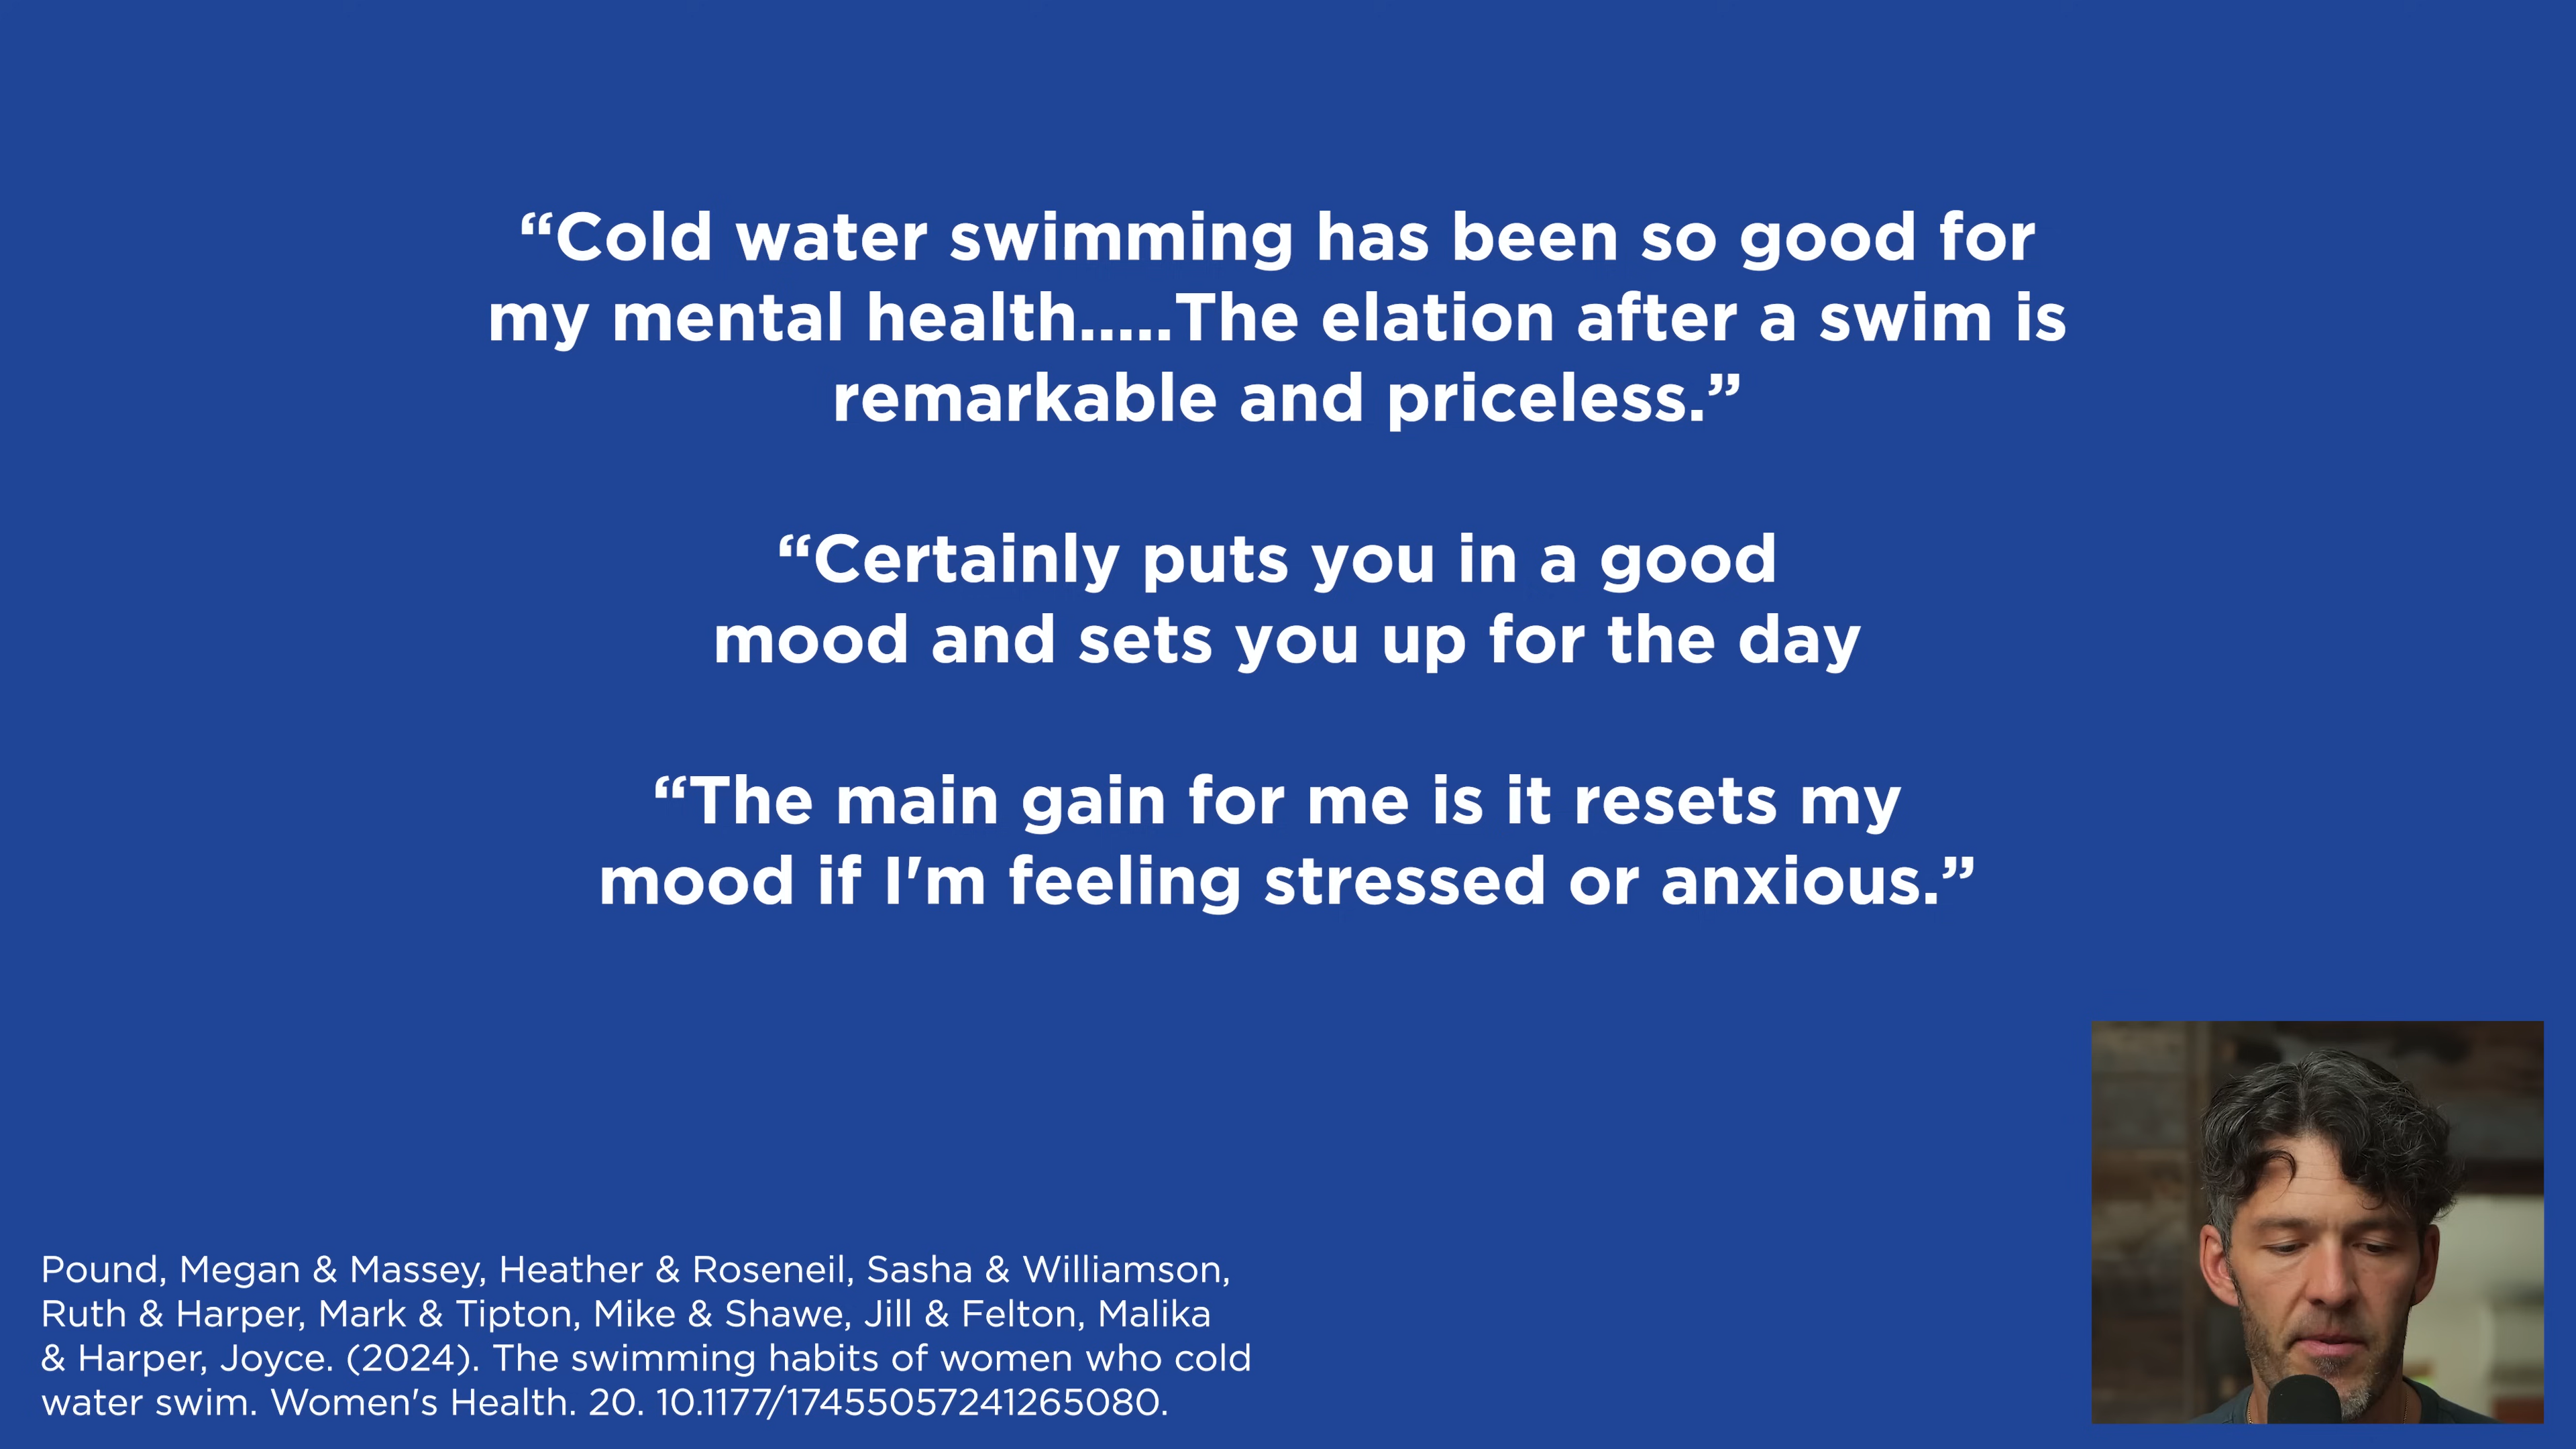 “Cold water swimming has been so good for
my mental health.....The elation after a swim is
remarkable and priceless.”
“Certainly puts you in a good
mood and sets you up for the day
“The main gain for me is it resets my
mood if I'm feeling stressed or anxious.”
Pound, Megan & Massey, Heather & Roseneil, Sasha & Williamson,
Ruth & Harper, Mark & Tipton, Mike & Shawe, Jill & Felton, Malika
& Harper, Joyce. (2024). The swimming habits of women who cold
water swim. Women's Health. 20. 10.1177/17455057241265080.